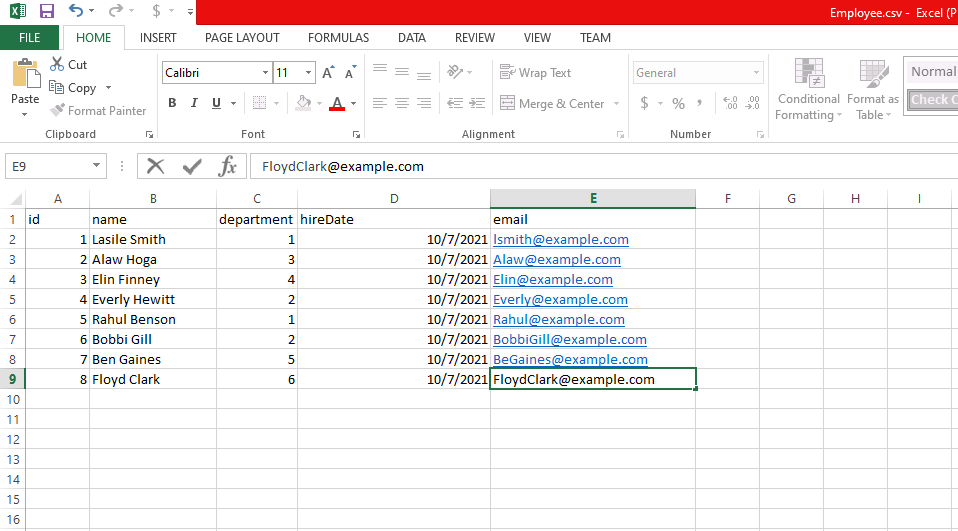 Employee.csv - Excel (P
FILE HOME INSERT PAGE LAYOUT FORMULAS DATA REVIEW VIEW TEAM
Paste
Cut
Copy
Format Painter
Clipboard
Calibri 11
B I U
Font
Wrap Text
Merge & Center
Alignment
General
$ % ,
Number
Conditional Formatting
Format as Table
Normal
Check C
E9 fx FloydClark@example.com
A B C D E F G H I
1 id name department hireDate email
2 1 Lasile Smith 1 10/7/2021 lsmith@example.com
3 2 Alaw Hoga 3 10/7/2021 Alaw@example.com
4 3 Elin Finney 4 10/7/2021 Elin@example.com
5 4 Everly Hewitt 2 10/7/2021 Everly@example.com
6 5 Rahul Benson 1 10/7/2021 Rahul@example.com
7 6 Bobbi Gill 2 10/7/2021 BobbiGill@example.com
8 7 Ben Gaines 5 10/7/2021 BeGaines@example.com
9 8 Floyd Clark 6 10/7/2021 FloydClark@example.com
10
11
12
13
14
15
16